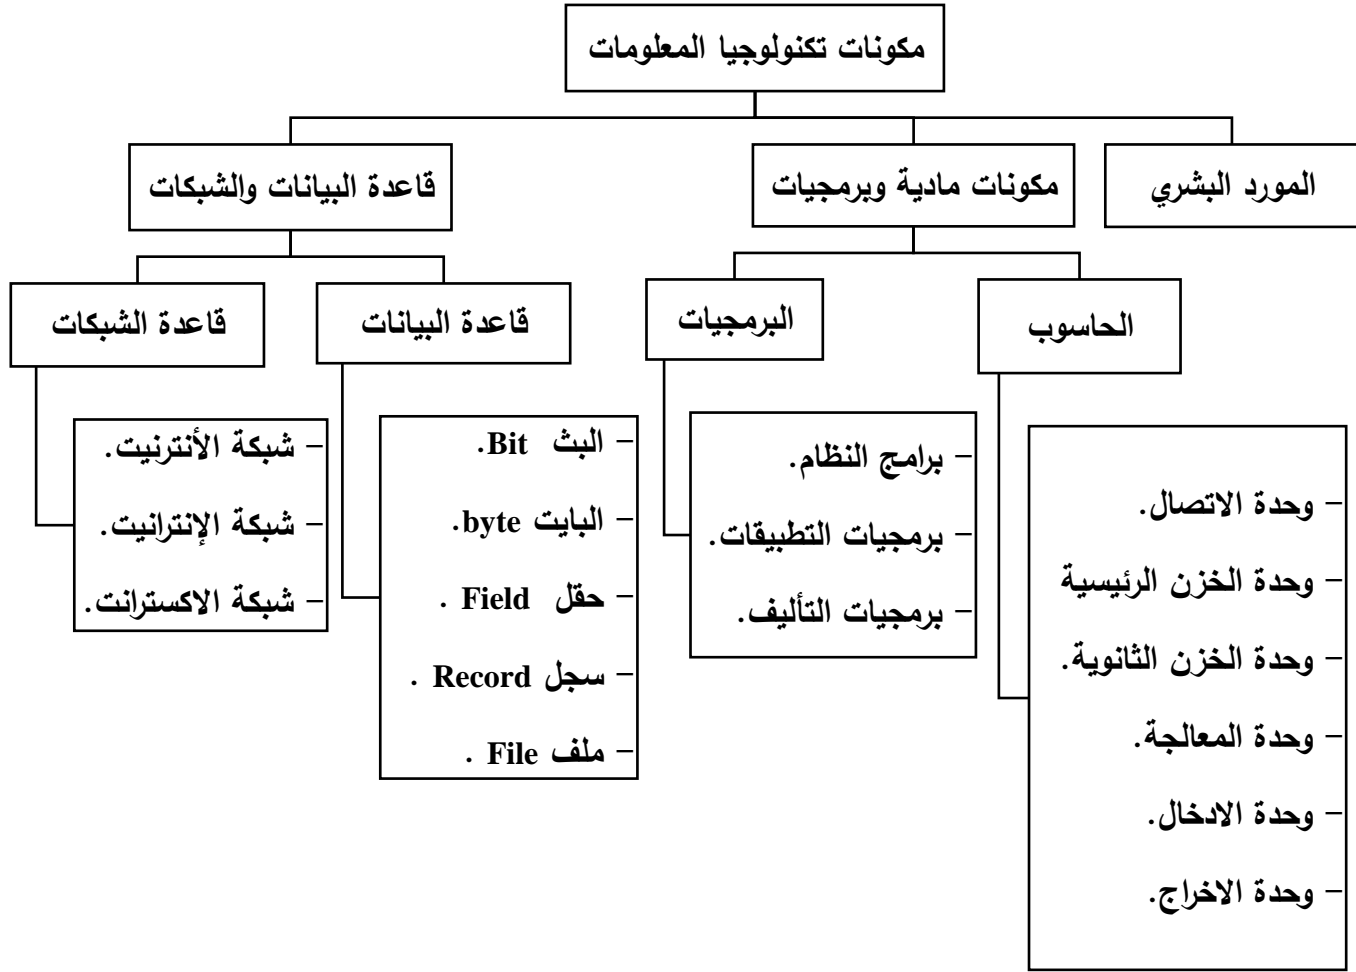 مكونات تكنولوجيا المعلومات
المورد البشري
مكونات مادية وبرمجيات
قاعدة البيانات والشبكات
الحاسوب
البرمجيات
قاعدة البيانات
قاعدة الشبكات
– وحدة الاتصال.
– وحدة الخزن الرئيسية
– وحدة الخزن الثانوية.
– وحدة المعالجة.
– وحدة الادخال.
– وحدة الاخراج.
– برامج النظام.
– برمجيات التطبيقات.
– برمجيات التأليف.
– البث Bit.
– البايت byte.
– حقل Field .
– سجل Record .
– ملف File .
– شبكة الأنترنيت.
– شبكة الإنترانيت.
– شبكة الاكسترانت.